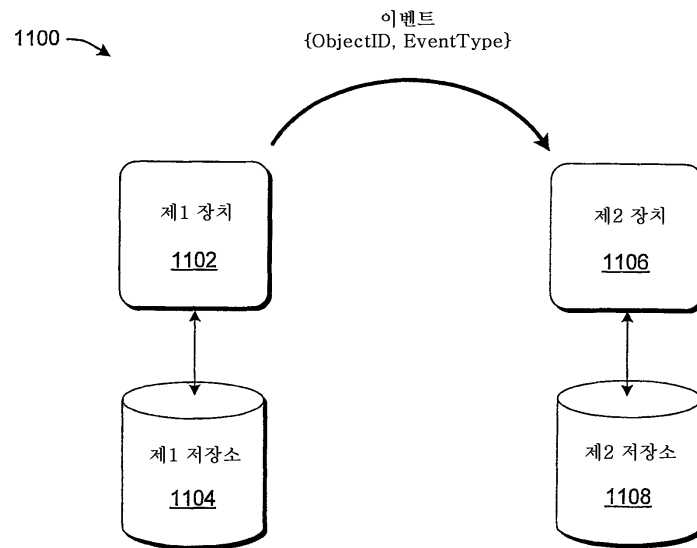 이벤트
{ObjectID, EventType}
1100
제1 장치
1102
제2 장치
1106
제1 저장소
1104
제2 저장소
1108